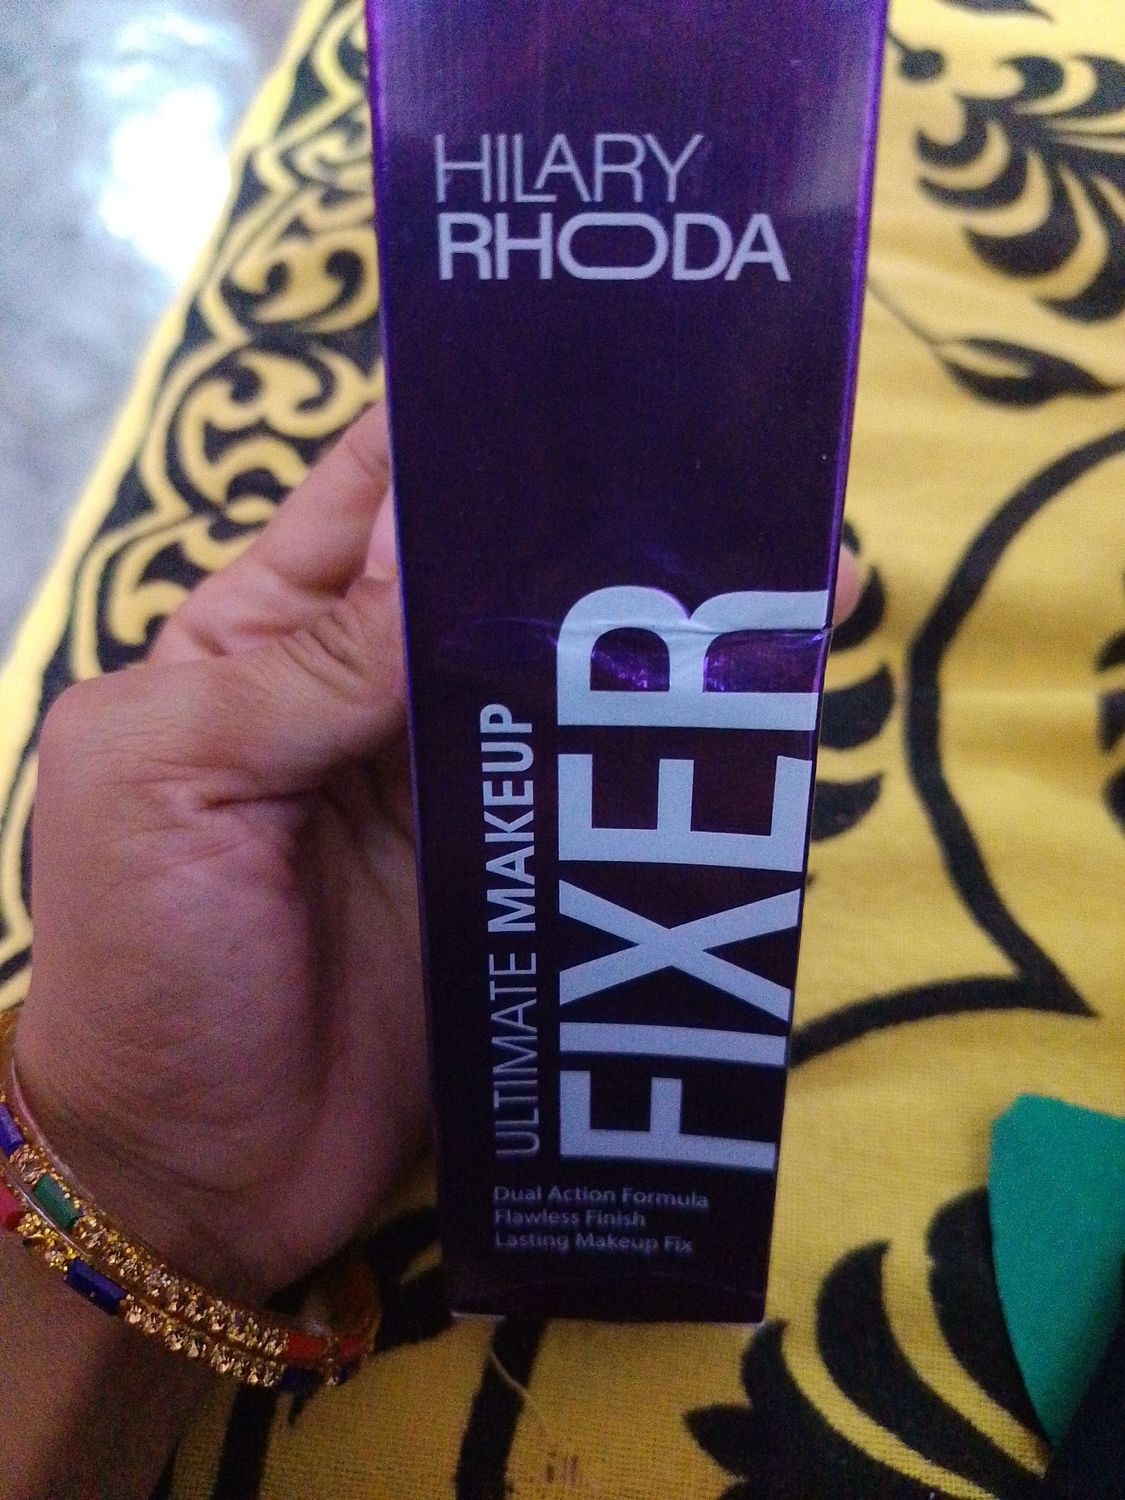 HILARY
RHODA
ULTIMATE MAKEUP
FIXER
Dual Action Formula
Flawless Finish
Lasting Makeup Fix